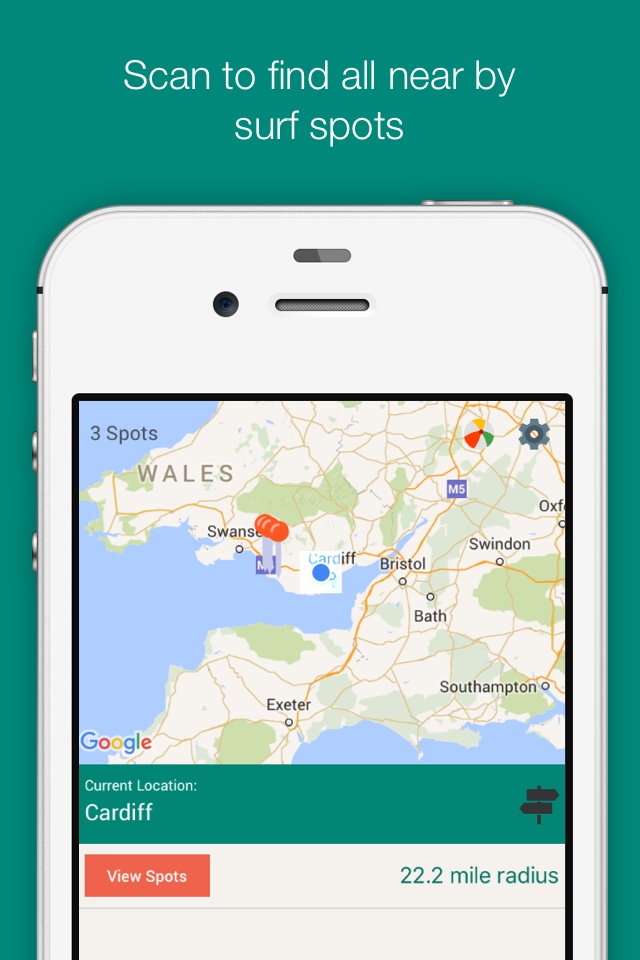 Scan to find all near by
surf spots
3 Spots
WALES
M5
Swanse
Cardiff
Bristol
Swindon
Bath
Southampton
Exeter
Google
Current Location:
Cardiff
View Spots
22.2 mile radius